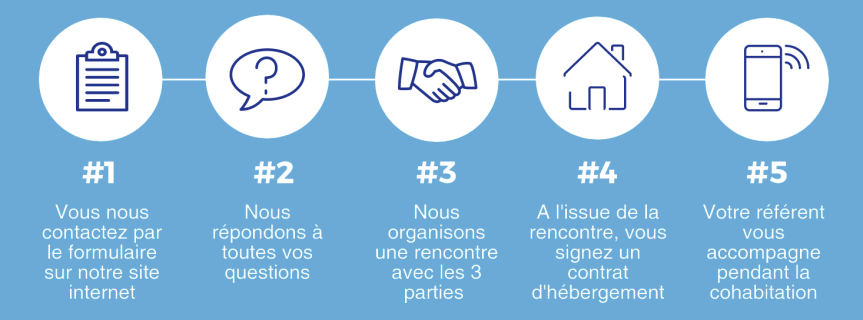 #1
Vous nous
contactez par
le formulaire
sur notre site
internet
#2
Nous
répondons à
toutes vos
questions
#3
Nous
organisons
une rencontre
avec les 3
parties
#4
A l'issue de la
rencontre, vous
signez un
contrat
d'hébergement
#5
Votre référent
vous
accompagne
pendant la
cohabitation
?